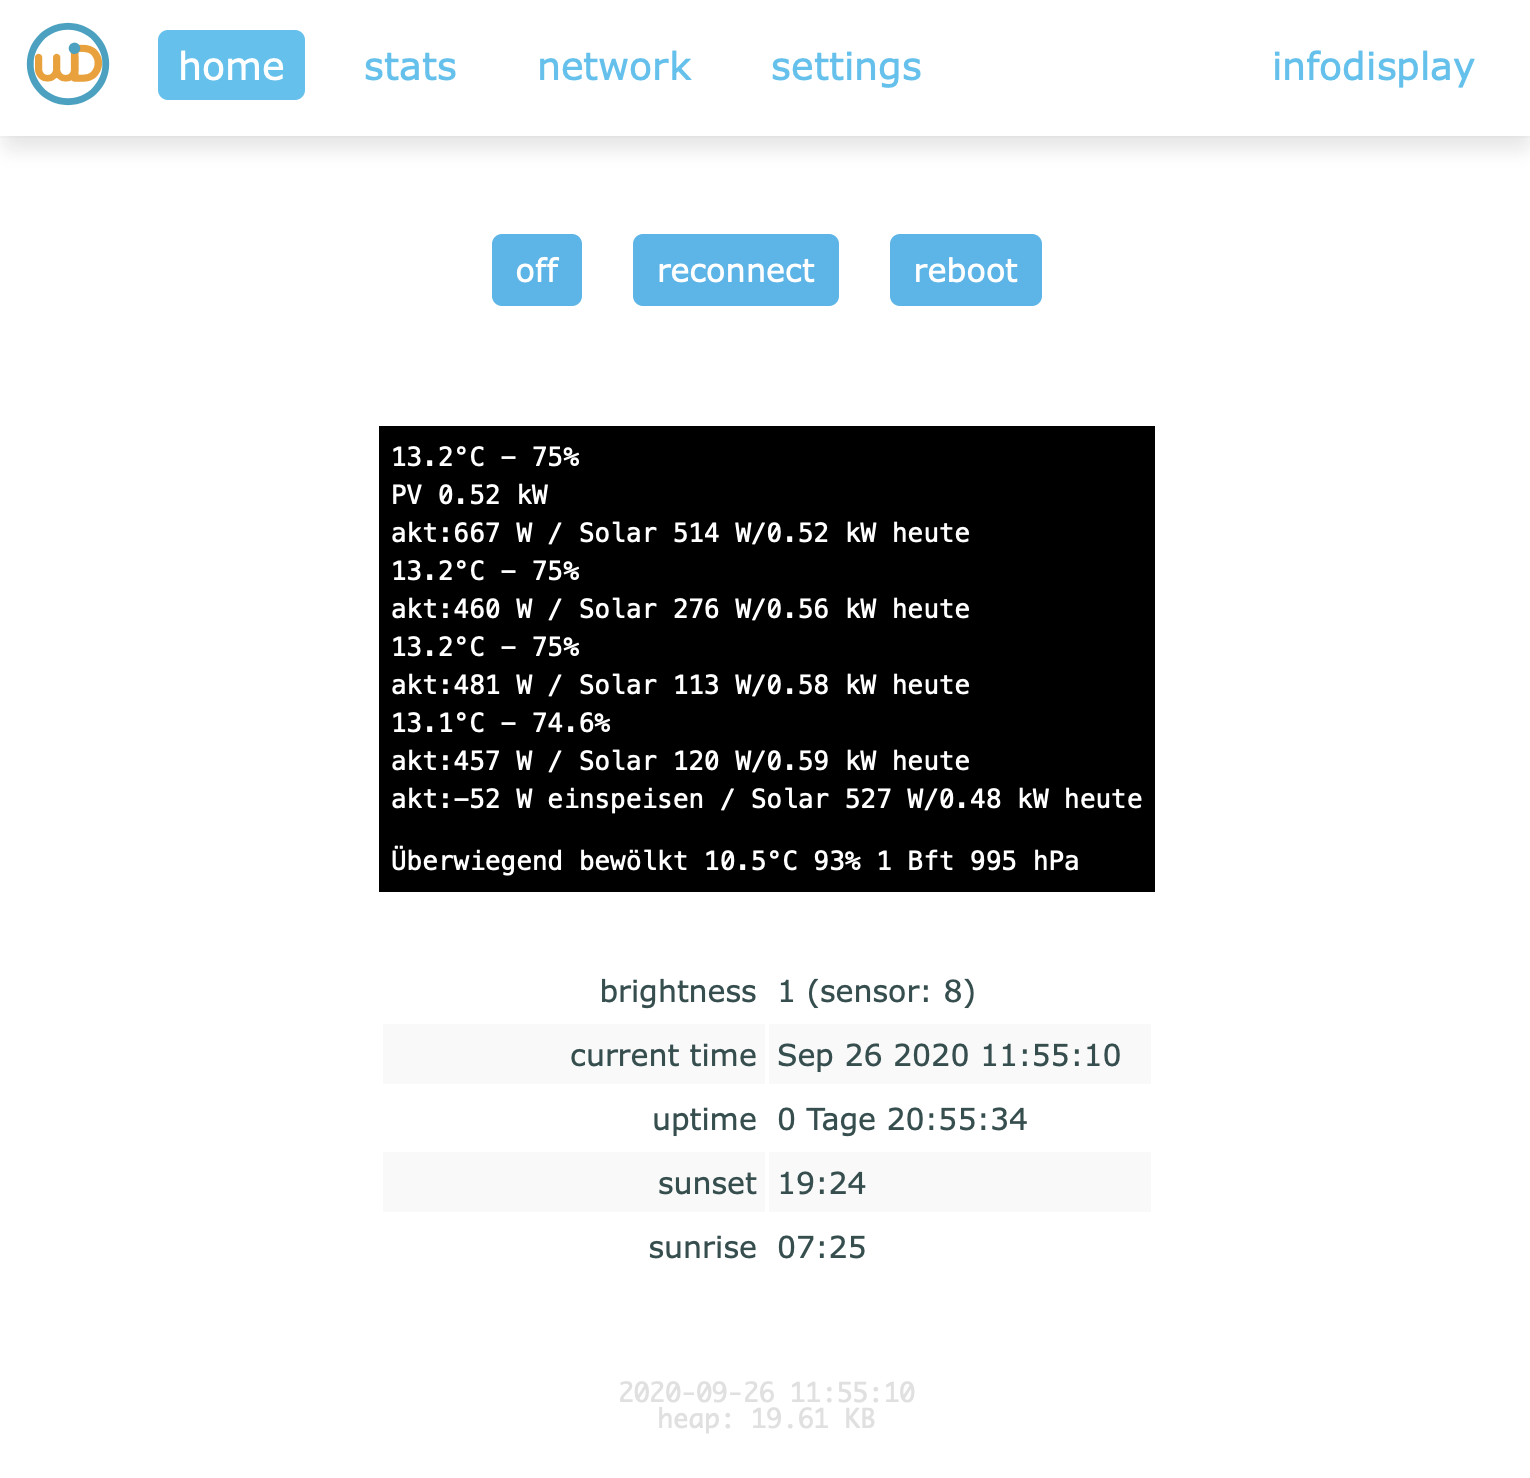 wD home stats network settings infodisplay
off reconnect reboot
13.2°C - 75%
PV 0.52 kW
akt:667 W / Solar 514 W/0.52 kW heute
13.2°C - 75%
akt:460 W / Solar 276 W/0.56 kW heute
13.2°C - 75%
akt:481 W / Solar 113 W/0.58 kW heute
13.1°C - 74.6%
akt:457 W / Solar 120 W/0.59 kW heute
akt:-52 W einspeisen / Solar 527 W/0.48 kW heute
Überwiegend bewölkt 10.5°C 93% 1 Bft 995 hPa
brightness 1 (sensor: 8)
current time Sep 26 2020 11:55:10
uptime 0 Tage 20:55:34
sunset 19:24
sunrise 07:25
2020-09-26 11:55:10
heap: 19.61 KB